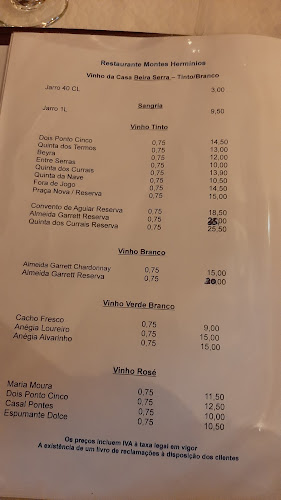 Restaurante Montes Hermínios
Vinho da Casa Beira Serra – Tinto/Branco
Jarro 40 CL 3,00
Sangria
Jarro 1L 9,50
Vinho Tinto
Dois Ponto Cinco 0,75 14,50
Quinta dos Termos 0,75 13,00
Beyra 0,75 12,00
Entre Serras 0,75 10,00
Quinta dos Currais 0,75 13,90
Quinta da Nave 0,75 10,50
Fora de Jogo 0,75 14,50
Praça Nova / Reserva 0,75 15,00
Convento de Aguiar Reserva 0,75 18,50
Almeida Garrett Reserva 0,75
Quinta dos Currais Reserva 0,75 25,50
Vinho Branco
Almeida Garrett Chardonnay 0,75 15,00
Almeida Garrett Reserva 0,75 20,00
Vinho Verde Branco
Cacho Fresco 0,75 9,00
Anégia Loureiro 0,75 15,00
Anégia Alvarinho 0,75 15,00
Vinho Rosé
Maria Moura 0,75 11,50
Dois Ponto Cinco 0,75 12,50
Casal Pontes 0,75 10,00
Espumante Dolce 0,75 10,50
Os preços incluem IVA à taxa legal em vigor
A existência de um livro de reclamações à disposição dos clientes